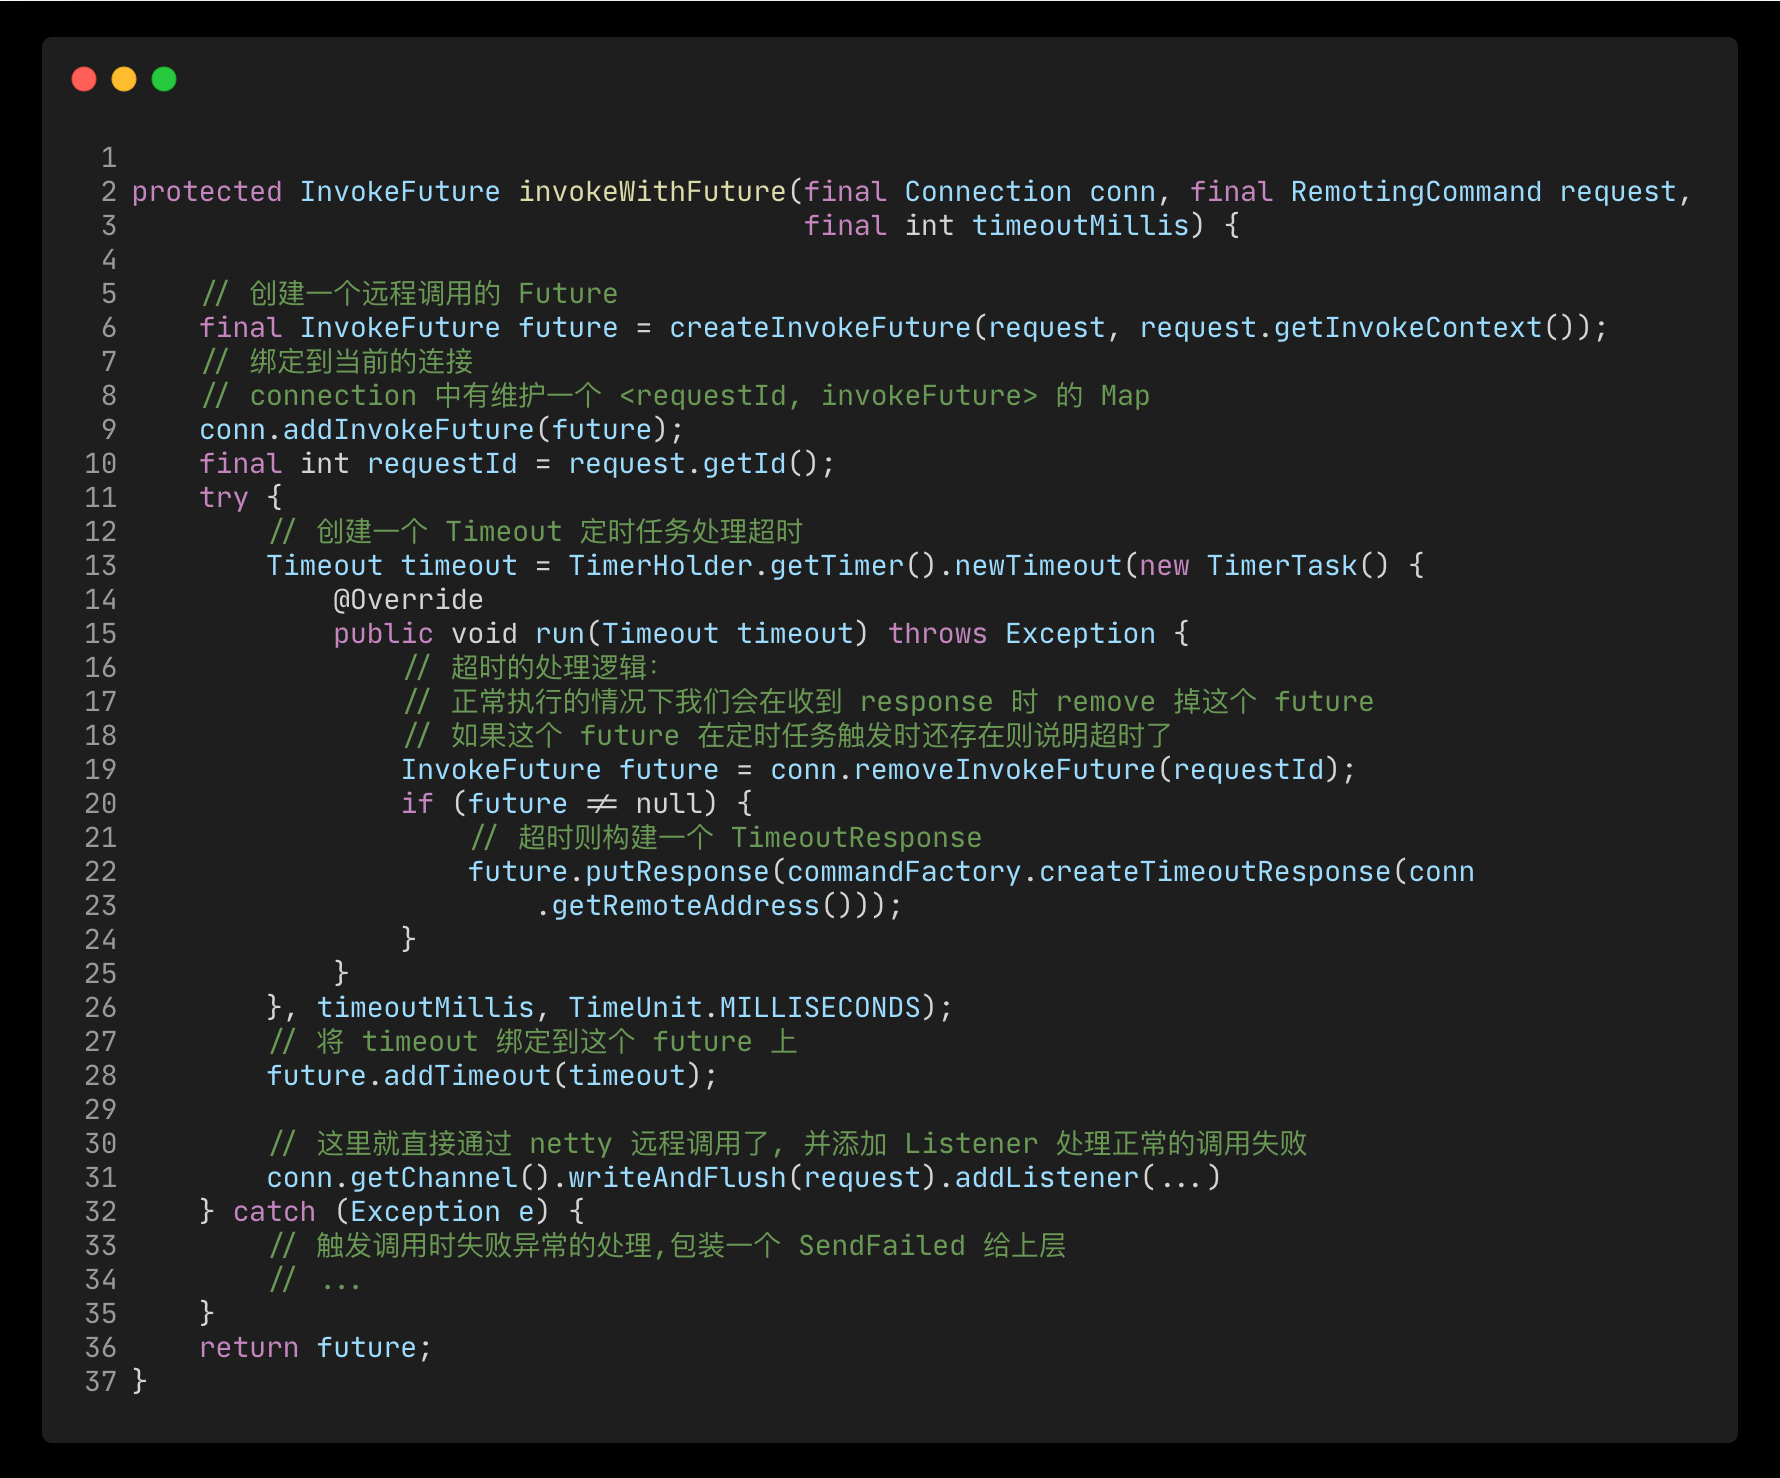 1
2 protected InvokeFuture invokeWithFuture(final Connection conn, final RemotingCommand request,
3                                         final int timeoutMillis) {
4
5     // 创建一个远程调用的 Future
6     final InvokeFuture future = createInvokeFuture(request, request.getInvokeContext());
7     // 绑定到当前的连接
8     // connection 中有维护一个 <requestId, invokeFuture> 的 Map
9     conn.addInvokeFuture(future);
10     final int requestId = request.getId();
11     try {
12         // 创建一个 Timeout 定时任务处理超时
13         Timeout timeout = TimerHolder.getTimer().newTimeout(new TimerTask() {
14             @Override
15             public void run(Timeout timeout) throws Exception {
16                 // 超时的处理逻辑:
17                 // 正常执行的情况下我们会在收到 response 时 remove 掉这个 future
18                 // 如果这个 future 在定时任务触发时还存在则说明超时了
19                 InvokeFuture future = conn.removeInvokeFuture(requestId);
20                 if (future != null) {
21                     // 超时则构建一个 TimeoutResponse
22                     future.putResponse(commandFactory.createTimeoutResponse(conn
23                         .getRemoteAddress()));
24                 }
25             }
26         }, timeoutMillis, TimeUnit.MILLISECONDS);
27         // 将 timeout 绑定到这个 future 上
28         future.addTimeout(timeout);
29
30         // 这里就直接通过 netty 远程调用了, 并添加 Listener 处理正常的调用失败
31         conn.getChannel().writeAndFlush(request).addListener(...)
32     } catch (Exception e) {
33         // 触发调用时失败异常的处理,包装一个 SendFailed 给上层
34         // ...
35     }
36     return future;
37 }